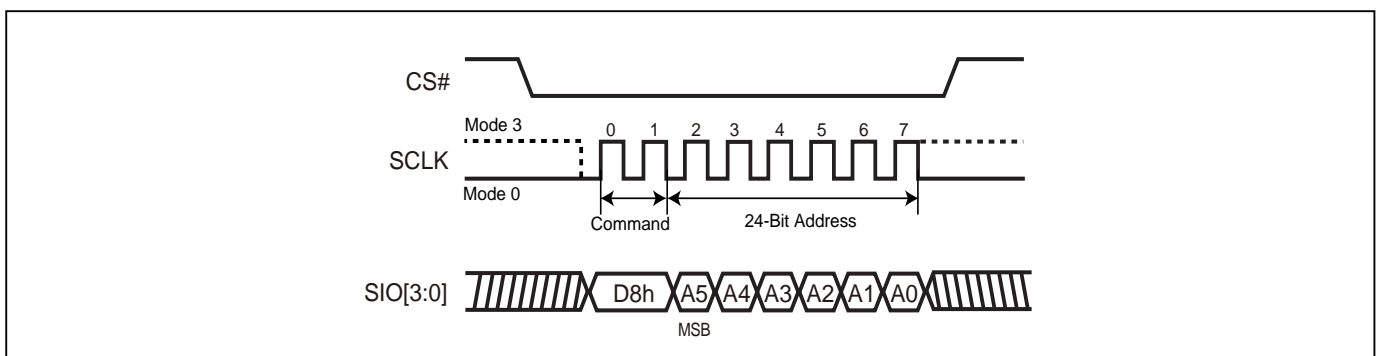 CS#
Mode 3
0 1 2 3 4 5 6 7
SCLK
Mode 0
Command
24-Bit Address
SIO[3:0]
D8h A5 A4 A3 A2 A1 A0
MSB